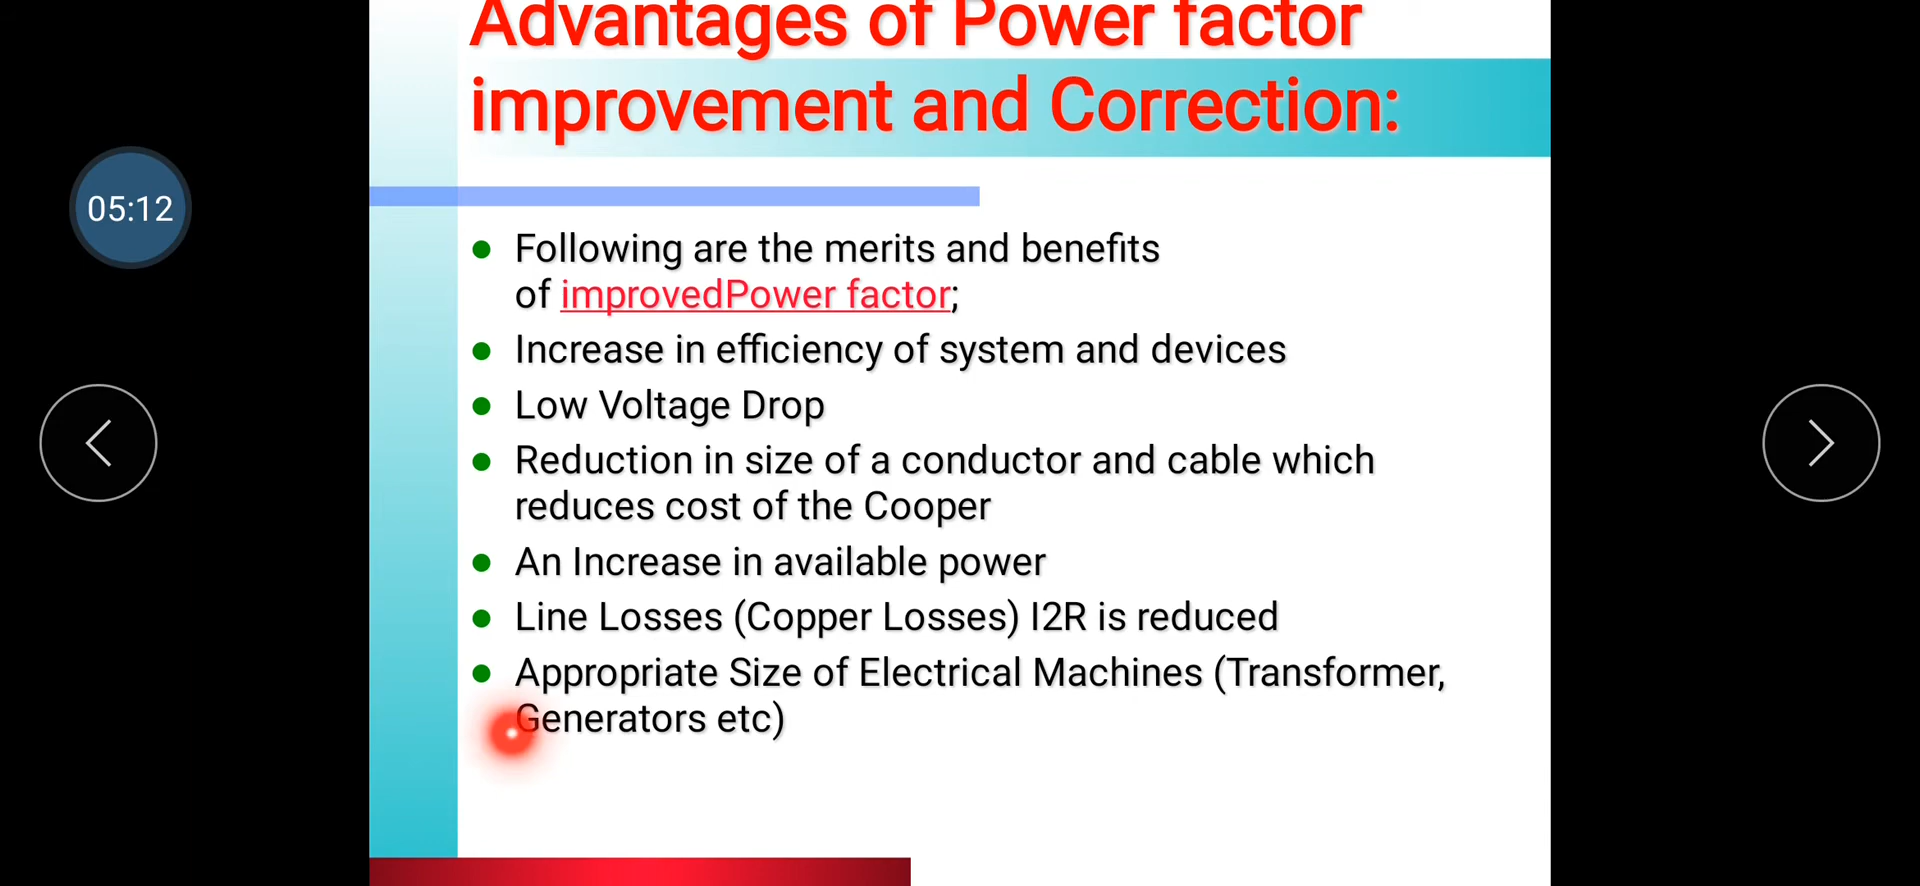 Advantages of Power factor
improvement and Correction:
05:12
Following are the merits and benefits
of improvedPower factor;
Increase in efficiency of system and devices
Low Voltage Drop
Reduction in size of a conductor and cable which
reduces cost of the Cooper
An Increase in available power
Line Losses (Copper Losses) I2R is reduced
Appropriate Size of Electrical Machines (Transformer,
Generators etc)